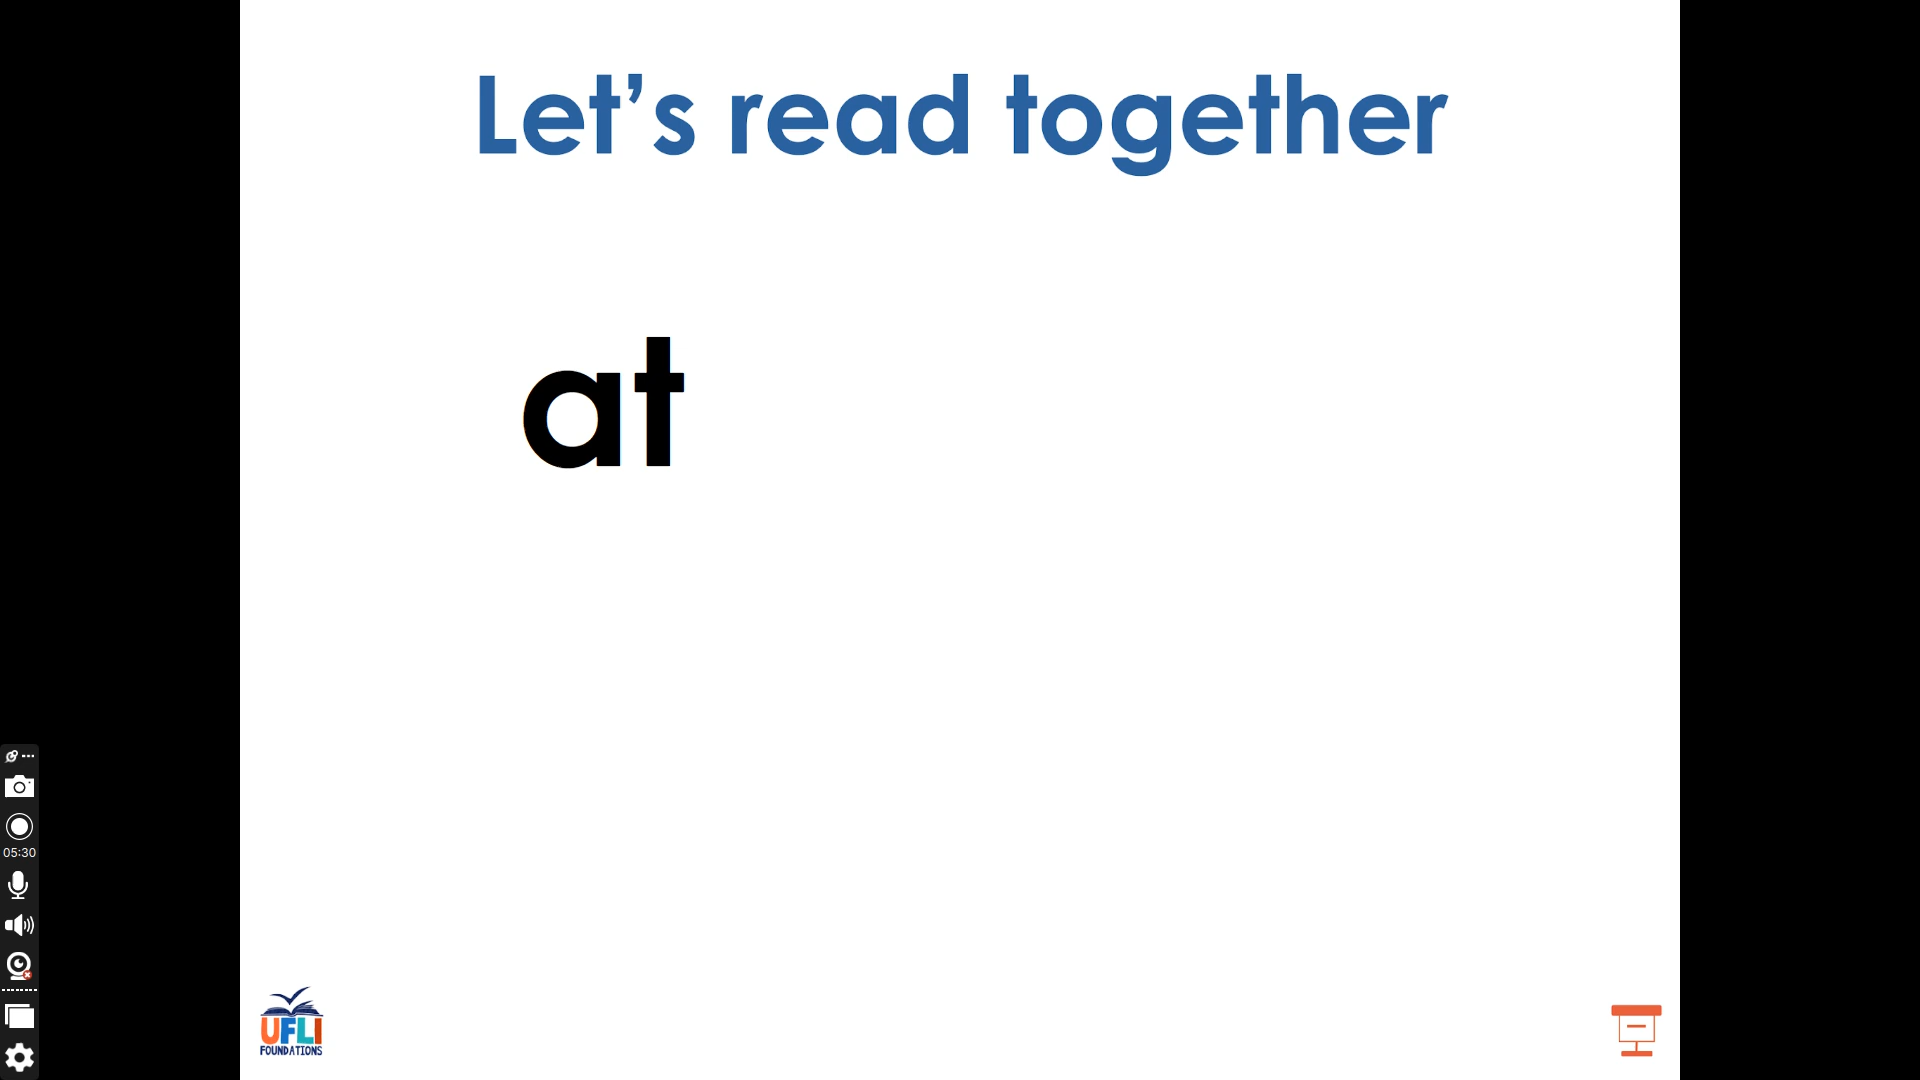 Let’s read together
at
05:30
UFLI
FOUNDATIONS